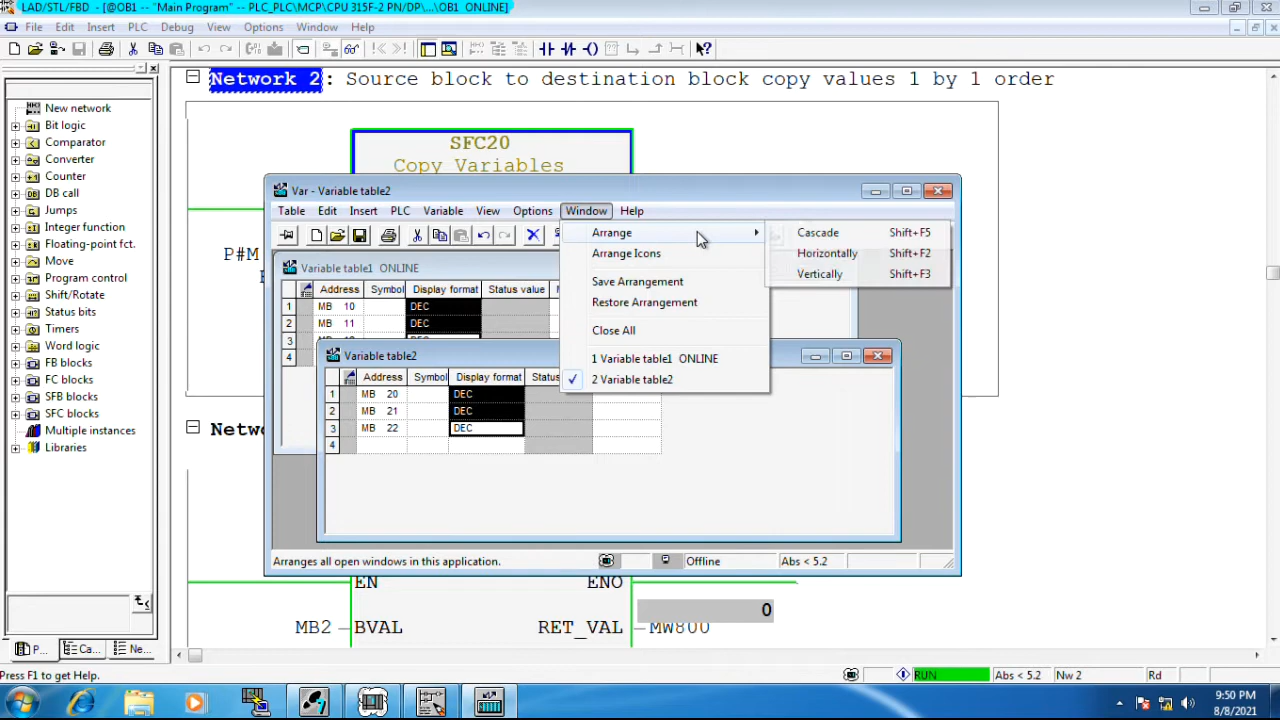 LAD/STL/FBD - [@OB1 -- "Main Program" -- PLC_PLC\MCP\CPU 315F-2 PN/DP\...\OB1 ONLINE]
File Edit Insert PLC Debug View Options Window Help
New network
Bit logic
Comparator
Converter
Counter
DB call
Jumps
Integer function
Floating-point fct.
Move
Program control
Shift/Rotate
Status bits
Timers
Word logic
FB blocks
FC blocks
SFB blocks
SFC blocks
Multiple instances
Libraries
P... Ca... Ne...
Network 2: Source block to destination block copy values 1 by 1 order
SFC20
Copy Variables
P#M
Var - Variable table2
Table Edit Insert PLC Variable View Options Window Help
Arrange
Arrange Icons
Save Arrangement
Restore Arrangement
Close All
1 Variable table1 ONLINE
2 Variable table2
Cascade Shift+F5
Horizontally Shift+F2
Vertically Shift+F3
Variable table1 ONLINE
Address Symbol Display format Status value
1 MB 10 DEC
2 MB 11 DEC
3
4
Variable table2
Address Symbol Display format Status
1 MB 20 DEC
2 MB 21 DEC
3 MB 22 DEC
4
Arranges all open windows in this application. Offline Abs < 5.2
Netw
EN ENO
0
MB2 BVAL RET_VAL MW800
Press F1 to get Help. RUN Abs < 5.2 Nw 2 Rd
9:50 PM
8/8/2021